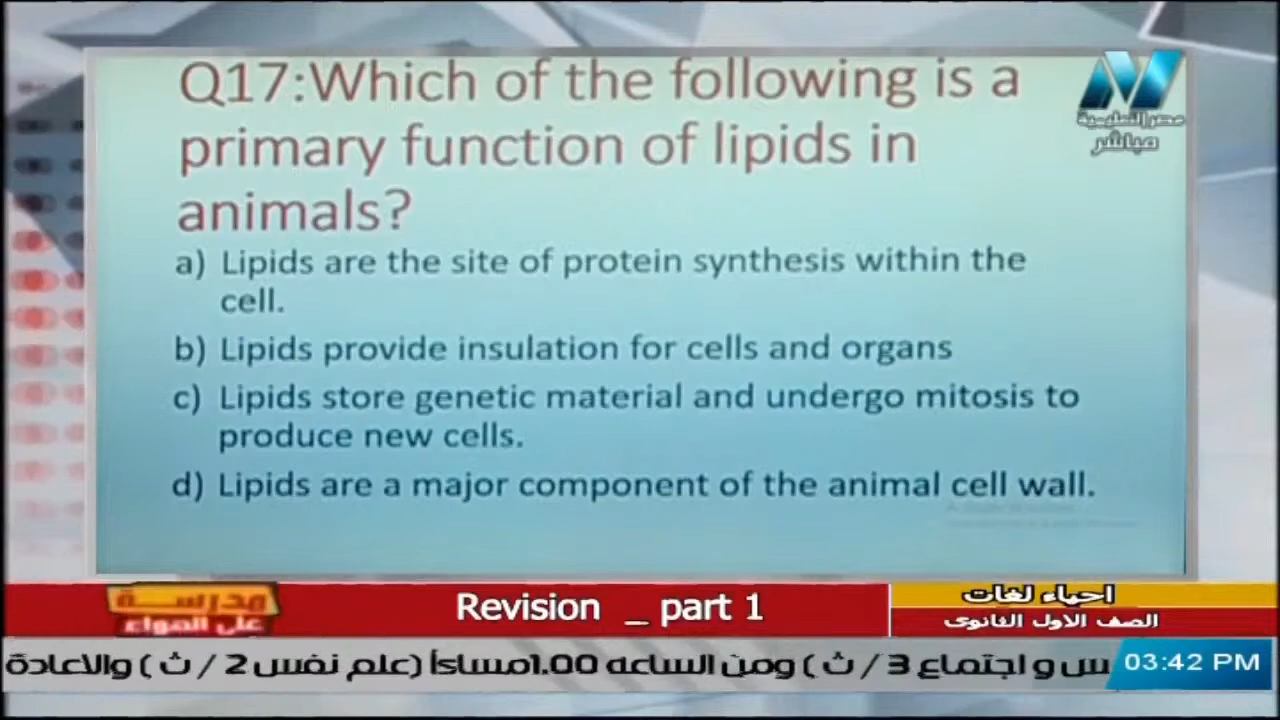 Q17:Which of the following is a
primary function of lipids in
animals?
a) Lipids are the site of protein synthesis within the
cell.
b) Lipids provide insulation for cells and organs
c) Lipids store genetic material and undergo mitosis to
produce new cells.
d) Lipids are a major component of the animal cell wall.
مصر التعليمية
مباشر
مدرسة
على الهواء
Revision _ part 1
احياء لغات
الصف الاول الثانوى
س و اجتماع 3 / ث ) ومن الساعه 1.00مساءً (علم نفس 2 / ث ) والاعادة
03:42 PM